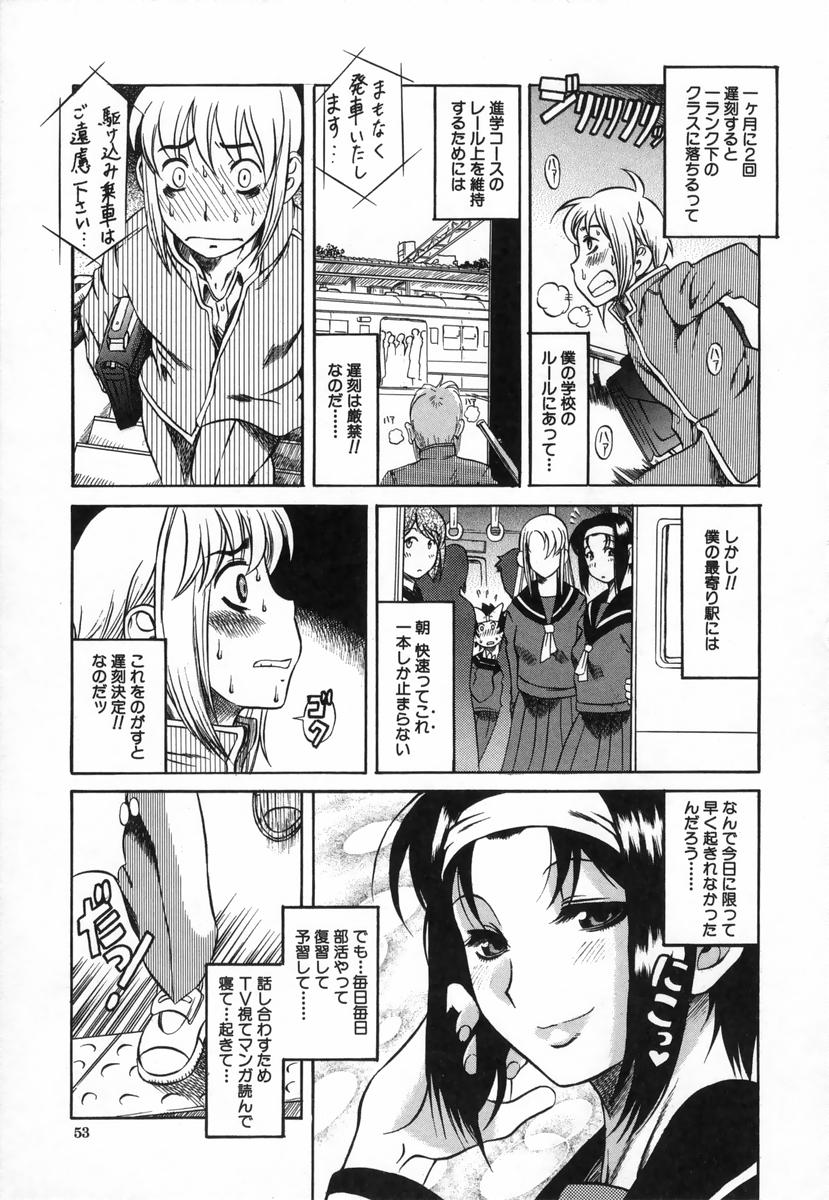 一ヶ月に2回
遅刻すると
一ランク下の
クラスに落ちるって
ジリリリリリッ
ハァ
ハァ
ハァ
ハァ
僕の学校の
ルールにあって…
進学コースの
レール上を維持
するためには
遅刻は厳禁!!
なのだ……
ハァ
ハァ
まもなく
発車いたし
ます…
駆け込み乗車は
ご遠慮
下さい…
しかし!!
僕の最寄り駅には
朝 快速ってこれ
一本しか止まらない
これをのがすと
遅刻決定!!
なのだッ
ゴク
なんで今日に限って
早く起きれなかった
んだろう……
にこっ♥
でも…毎日毎日
部活やって
復習して
予習して……
話し合わすため
TV視てマンガ読んで
寝て…起きて…
だっ!
53